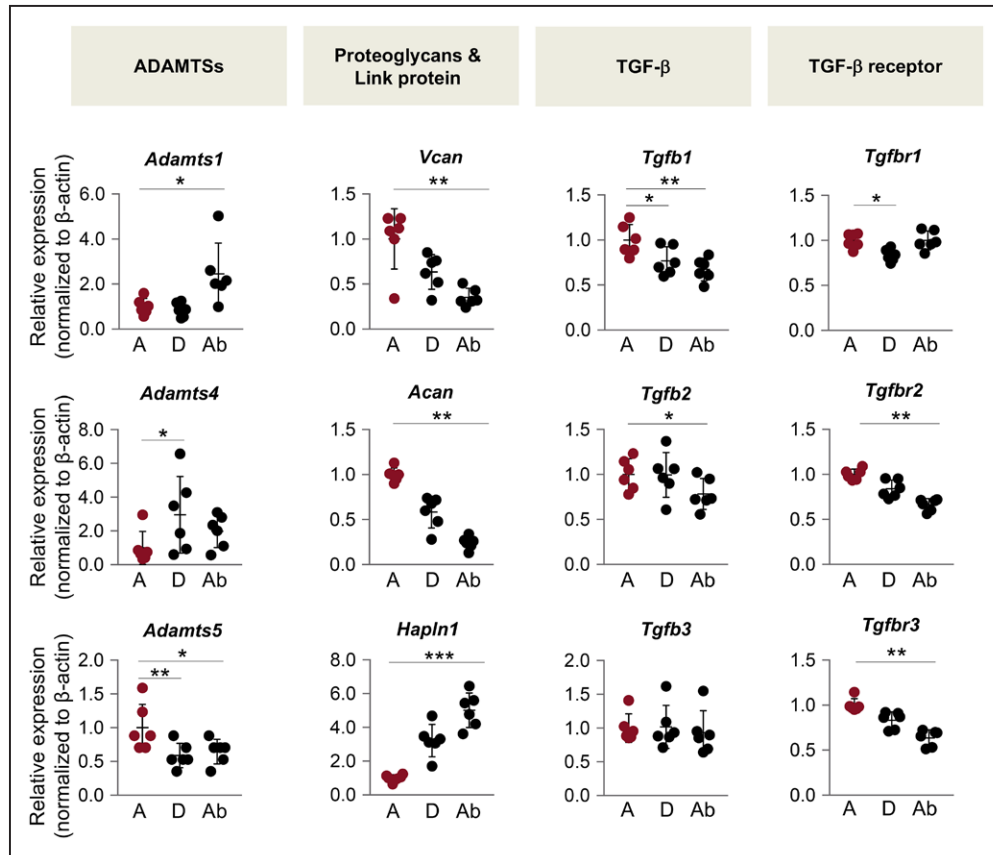 ADAMTSs
Proteoglycans &
Link protein
TGF-β
TGF-β receptor
Relative expression
(normalized to β-actin)
Adamts1
*
6.0
4.0
2.0
0.0
A D Ab
Vcan
**
1.5
1.0
0.5
0.0
A D Ab
Tgfb1
**
*
1.5
1.0
0.5
0.0
A D Ab
Tgfbr1
*
1.5
1.0
0.5
0.0
A D Ab
Relative expression
(normalized to β-actin)
Adamts4
*
8.0
6.0
4.0
2.0
0.0
A D Ab
Acan
**
1.5
1.0
0.5
0.0
A D Ab
Tgfb2
*
1.5
1.0
0.5
0.0
A D Ab
Tgfbr2
**
1.5
1.0
0.5
0.0
A D Ab
Relative expression
(normalized to β-actin)
Adamts5
*
**
2.0
1.5
1.0
0.5
0.0
A D Ab
Hapln1
***
8.0
6.0
4.0
2.0
0.0
A D Ab
Tgfb3
2.0
1.5
1.0
0.5
0.0
A D Ab
Tgfbr3
**
1.5
1.0
0.5
0.0
A D Ab